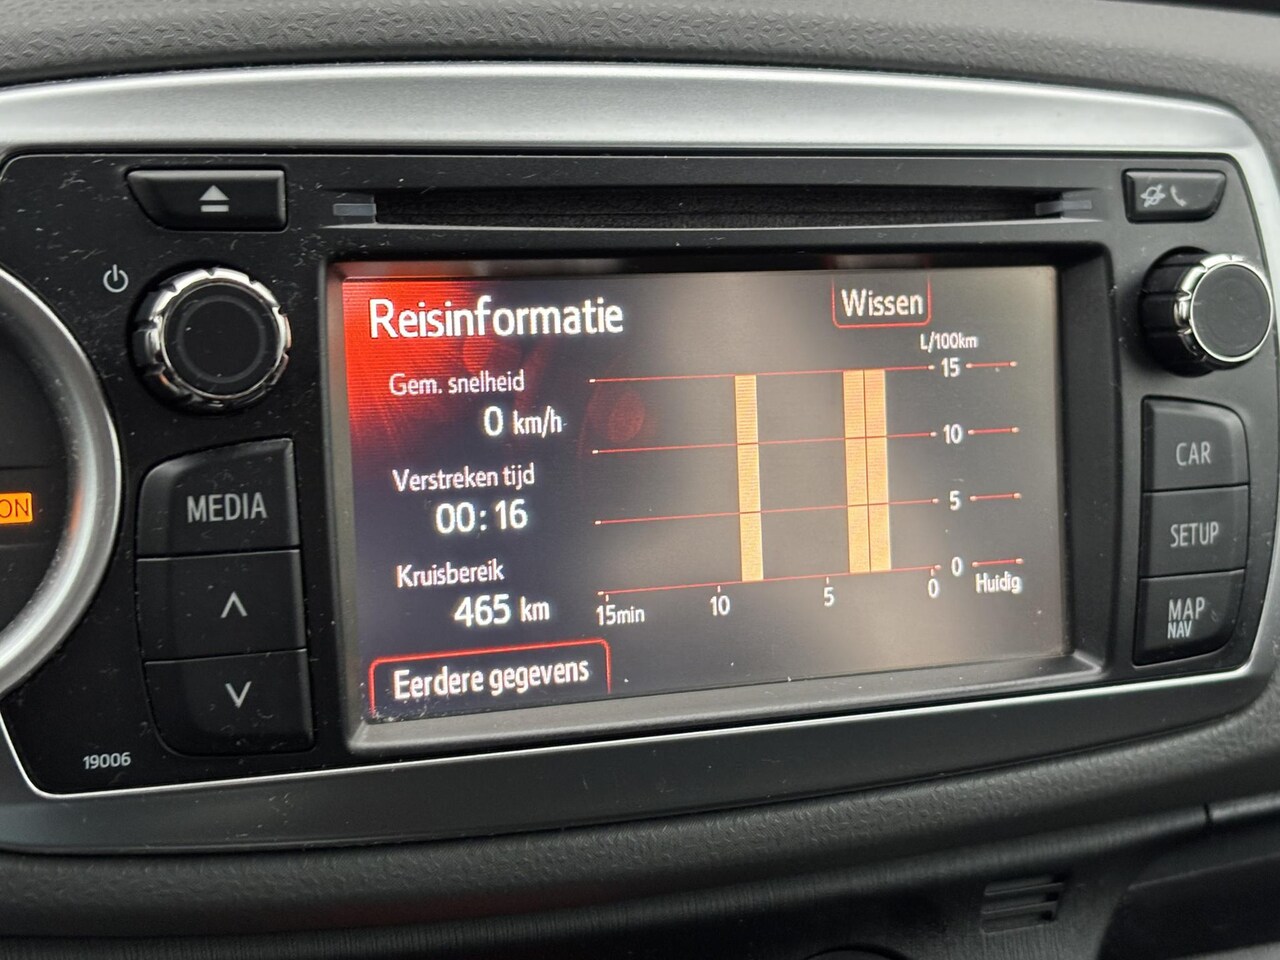 Reisinformatie
Wissen
L/100km
Gem. snelheid
0 km/h
Verstreken tijd
00:16
Kruisbereik
465 km
15
10
5
0
15min
10
5
0
Huidig
Eerdere gegevens
MEDIA
CAR
SETUP
MAP
NAV
ON
19006